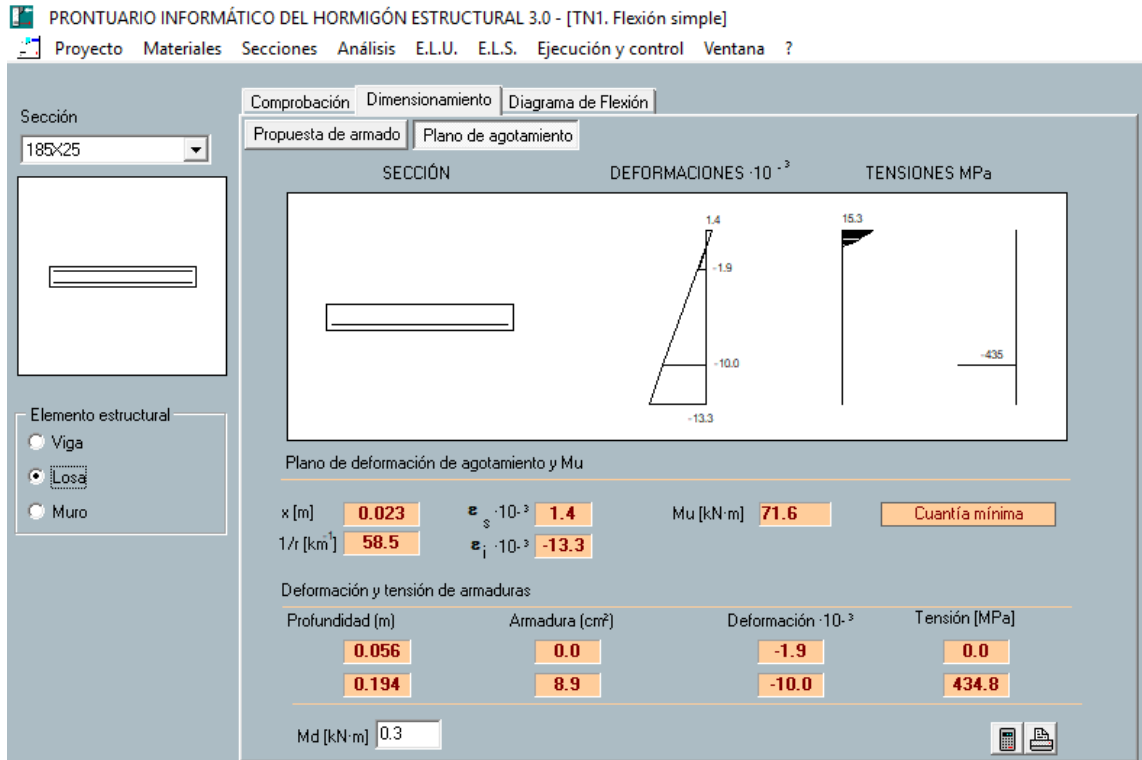 PRONTUARIO INFORMÁTICO DEL HORMIGÓN ESTRUCTURAL 3.0 - [TN1. Flexión simple]
Proyecto Materiales Secciones Análisis E.L.U. E.L.S. Ejecución y control Ventana ?
Sección
185X25
Elemento estructural
Viga
Losa
Muro
Comprobación Dimensionamiento Diagrama de Flexión
Propuesta de armado Plano de agotamiento
SECCIÓN DEFORMACIONES ·10 -³ TENSIONES MPa
1.4 15.3
-1.9
-10.0 -435
-13.3
Plano de deformación de agotamiento y Mu
x [m] 0.023 ε s ·10-³ 1.4 Mu [kN·m] 71.6 Cuantía mínima
1/r [km-1] 58.5 ε i ·10-³ -13.3
Deformación y tensión de armaduras
Profundidad (m) Armadura (cm²) Deformación ·10-³ Tensión [MPa]
0.056 0.0 -1.9 0.0
0.194 8.9 -10.0 434.8
Md [kN·m] 0.3